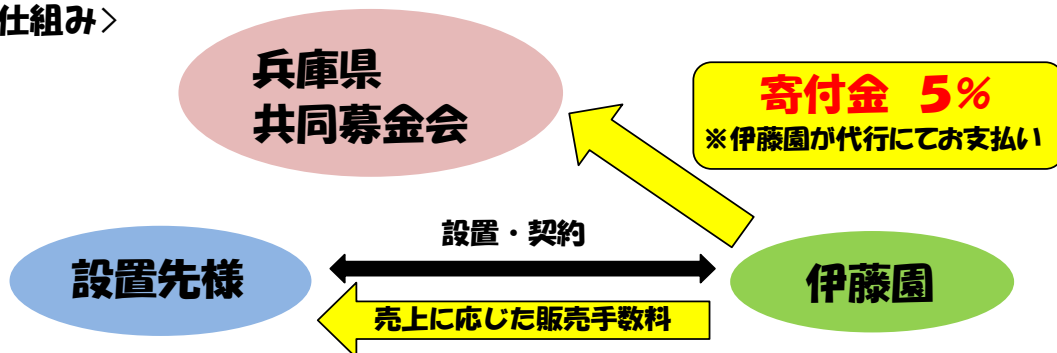 仕組み>
兵庫県
共同募金会
寄付金 5%
※伊藤園が代行にてお支払い
設置・契約
設置先様
伊藤園
売上に応じた販売手数料